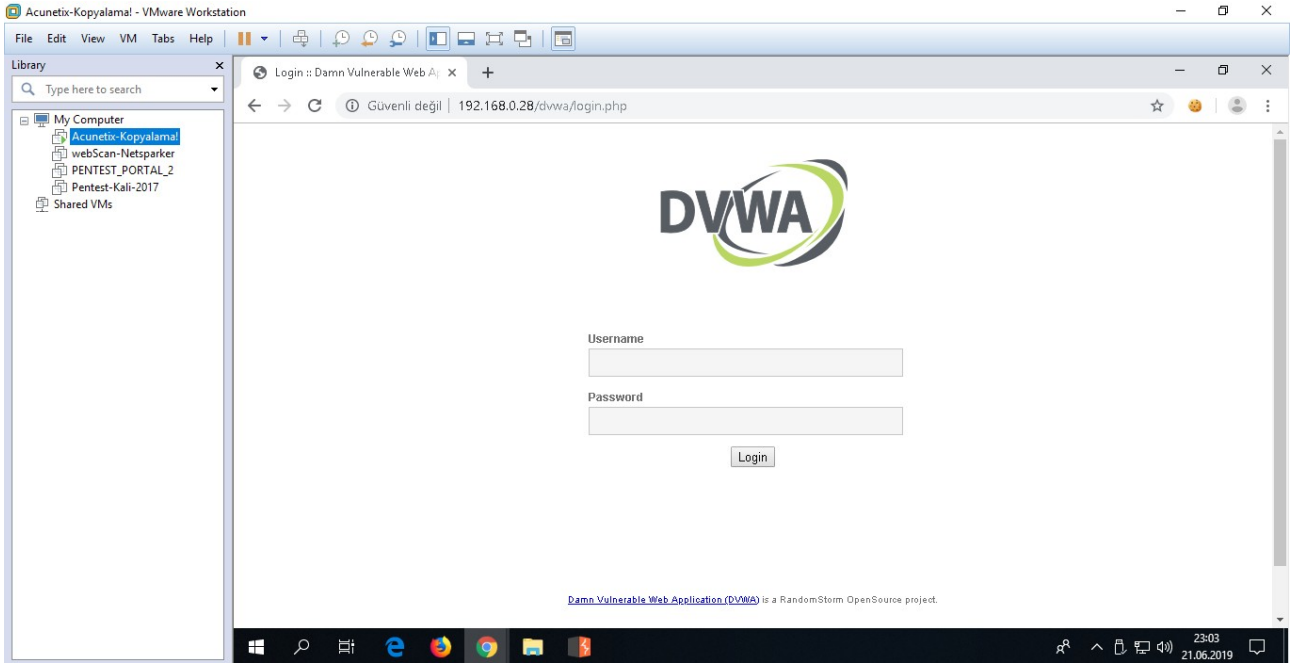 Acunetix-Kopyalama! - VMware Workstation
File Edit View VM Tabs Help
Library
Type here to search
My Computer
Acunetix-Kopyalama!
webScan-Netsparker
PENTEST_PORTAL_2
Pentest-Kali-2017
Shared VMs
Login :: Damn Vulnerable Web
Güvenli değil | 192.168.0.28/dvwa/login.php
DVWA
Username
Password
Login
Damn Vulnerable Web Application (DVWA) is a RandomStorm OpenSource project.
23:03
21.06.2019